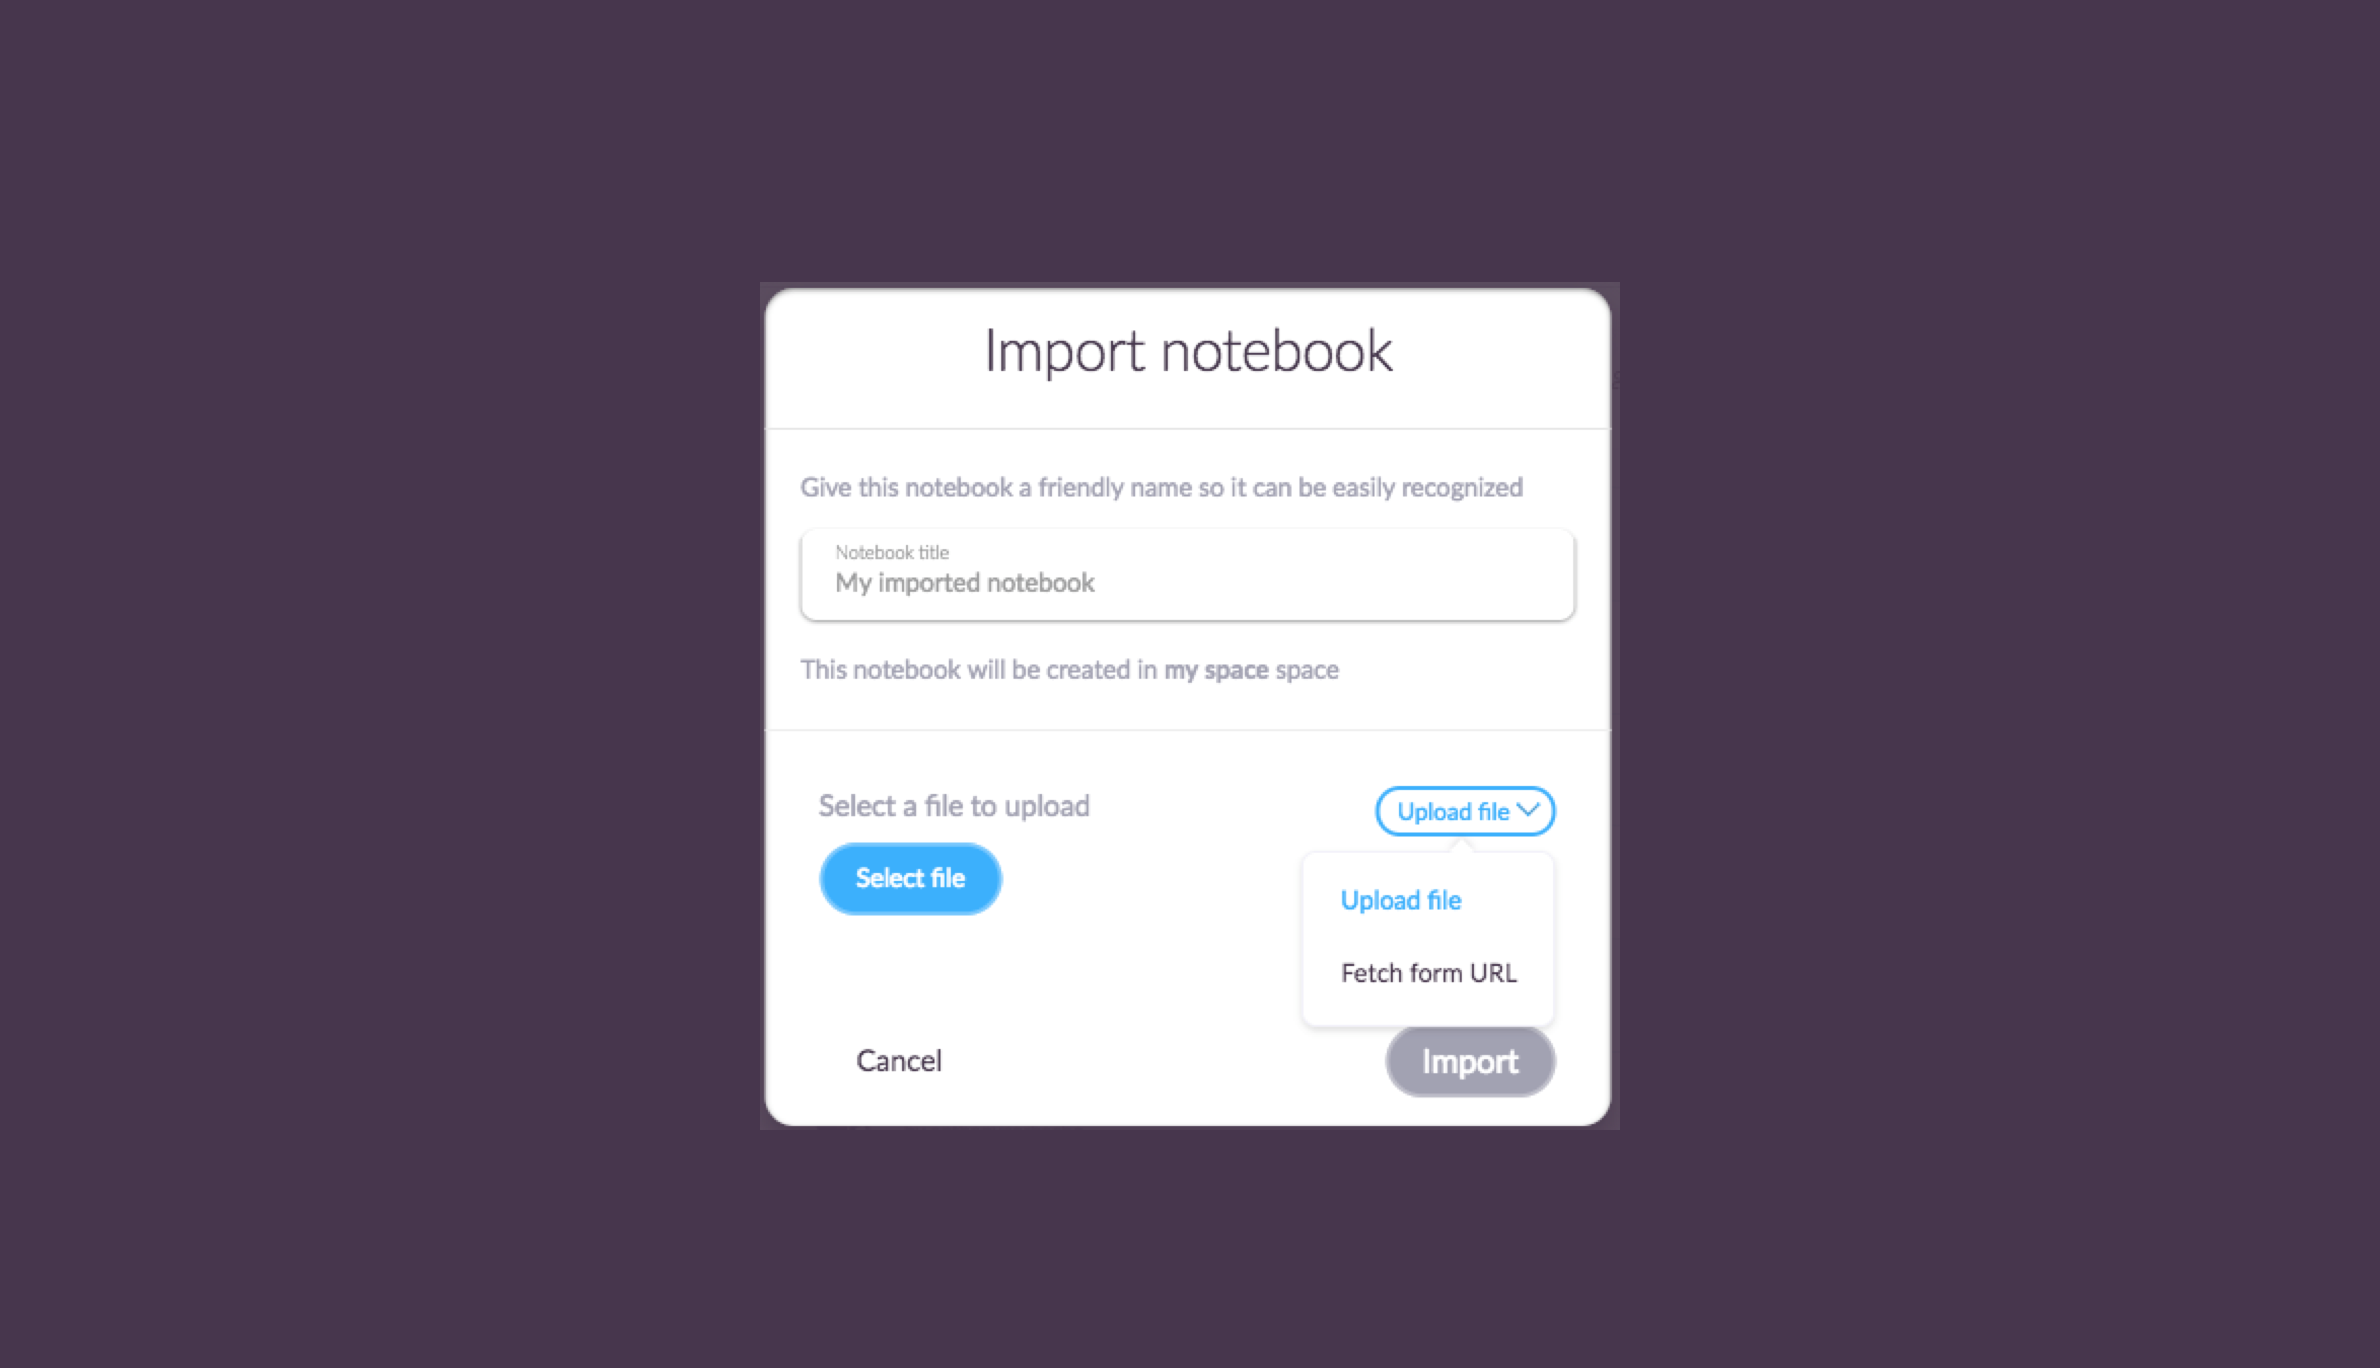 Import notebook
Give this notebook a friendly name so it can be easily recognized
Notebook title
My imported notebook
This notebook will be created in my space space
Select a file to upload
Upload file
Select file
Upload file
Fetch form URL
Cancel
Import